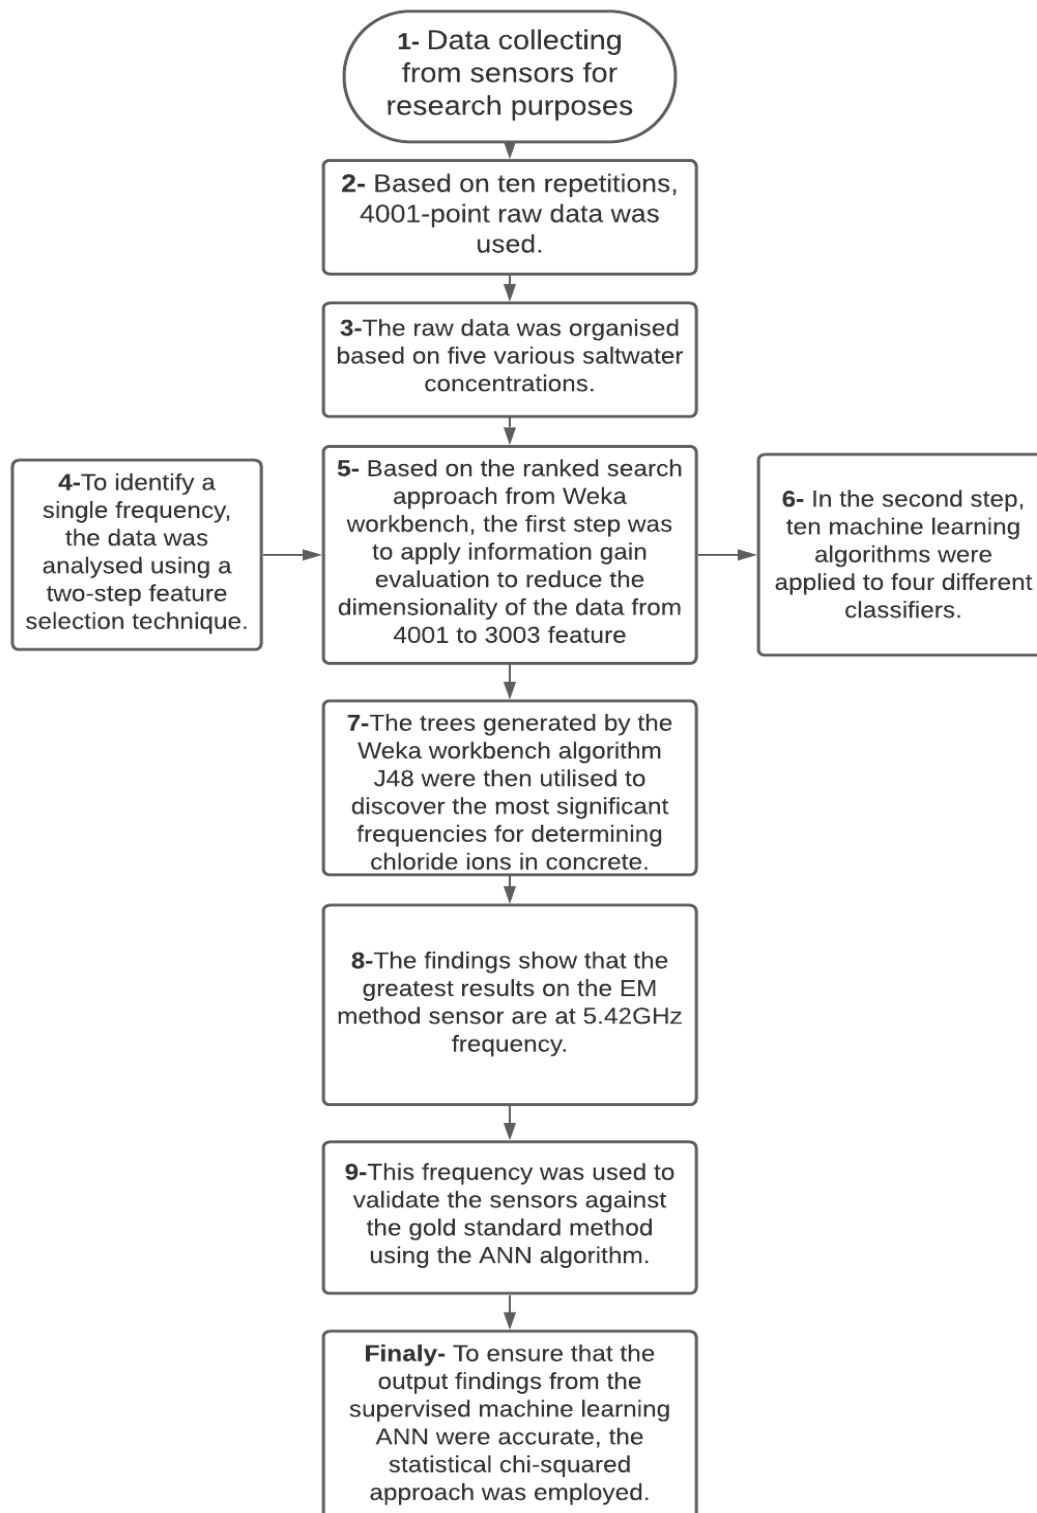 1- Data collecting
from sensors for
research purposes
2- Based on ten repetitions,
4001-point raw data was
used.
3-The raw data was organised
based on five various saltwater
concentrations.
4-To identify a
single frequency,
the data was
analysed using a
two-step feature
selection technique.
5- Based on the ranked search
approach from Weka
workbench, the first step was
to apply information gain
evaluation to reduce the
dimensionality of the data from
4001 to 3003 feature
6- In the second step,
ten machine learning
algorithms were
applied to four different
classifiers.
7-The trees generated by the
Weka workbench algorithm
J48 were then utilised to
discover the most significant
frequencies for determining
chloride ions in concrete.
8-The findings show that the
greatest results on the EM
method sensor are at 5.42GHz
frequency.
9-This frequency was used to
validate the sensors against
the gold standard method
using the ANN algorithm.
Finaly- To ensure that the
output findings from the
supervised machine learning
ANN were accurate, the
statistical chi-squared
approach was employed.